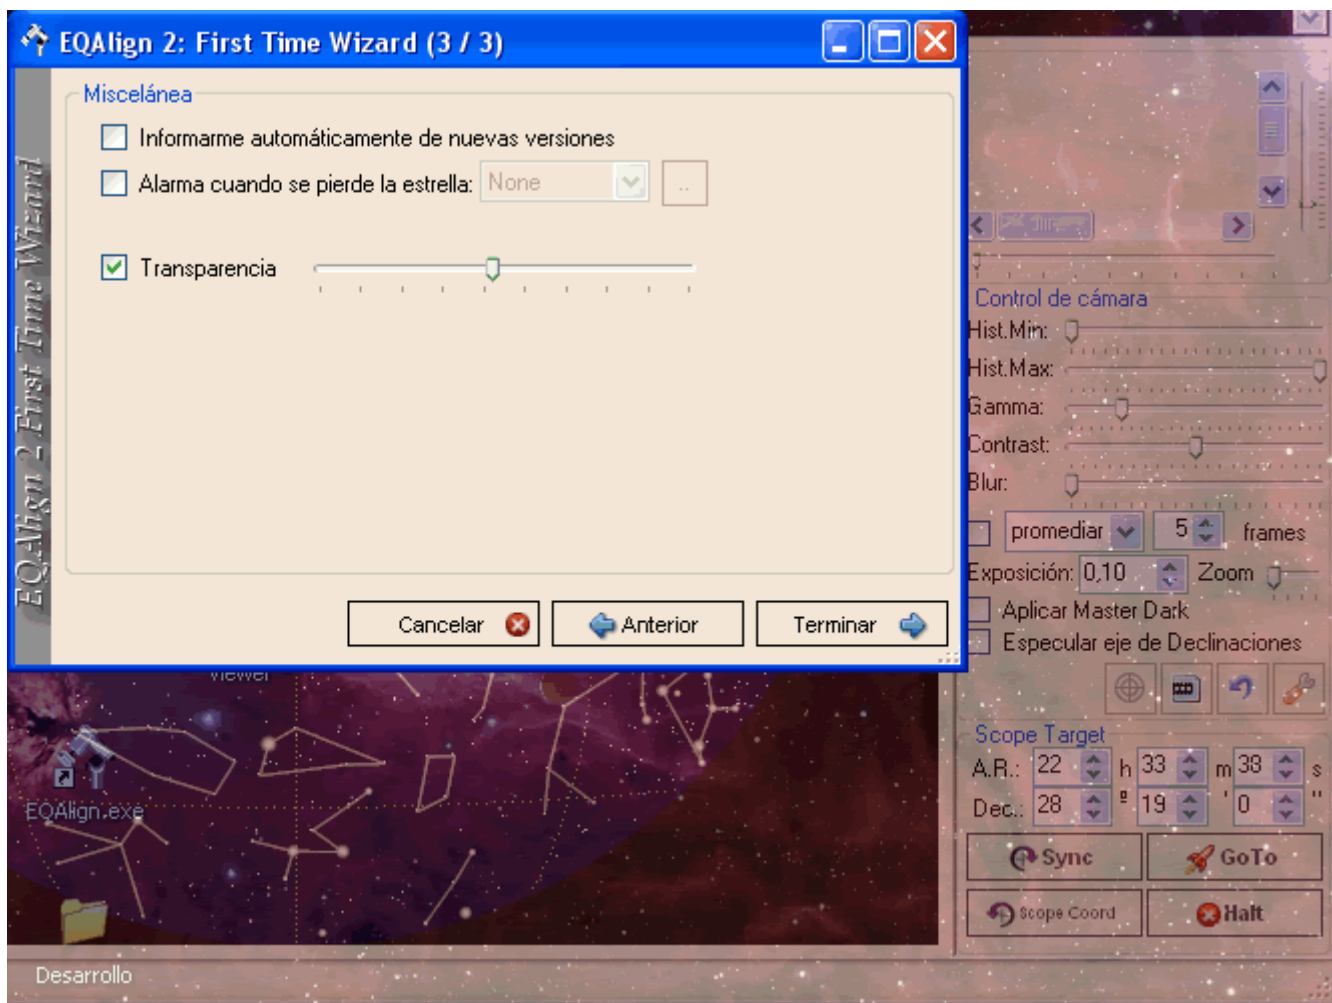 EQAlign 2: First Time Wizard (3 / 3)
EQAlign 2 First Time Wizard
Miscelánea
Informarme automáticamente de nuevas versiones
Alarma cuando se pierde la estrella: None ..
Transparencia
Cancelar Anterior Terminar
Control de cámara
Hist.Min:
Hist.Max:
Gamma:
Contrast:
Blur:
promediar 5 frames
Exposición: 0,10 Zoom
Aplicar Master Dark
Especular eje de Declinaciones
Scope Target
A.R.: 22 h 33 m 38 s
Dec.: 28 º 19 ' 0 "
Sync GoTo
Scope Coord Halt
viewer
EQAlign.exe
Desarrollo